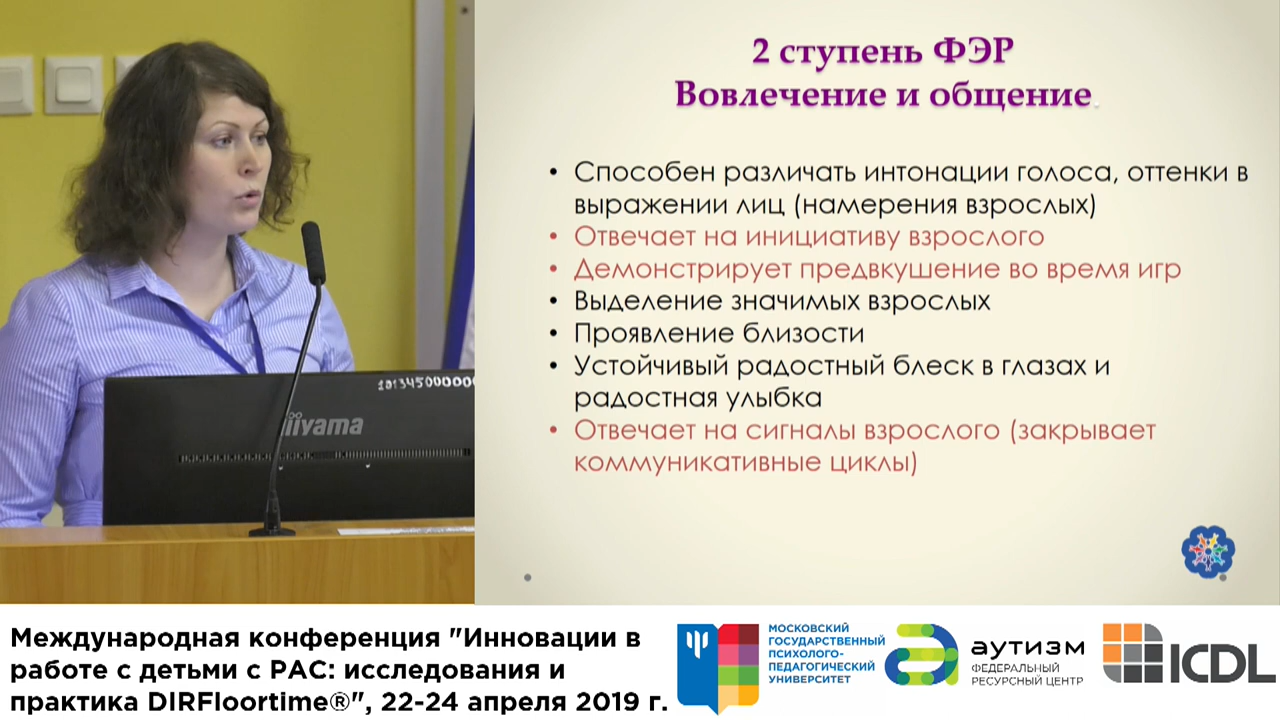 2 ступень ФЭР
Вовлечение и общение.
• Способен различать интонации голоса, оттенки в
выражении лиц (намерения взрослых)
• Отвечает на инициативу взрослого
• Демонстрирует предвкушение во время игр
• Выделение значимых взрослых
• Проявление близости
• Устойчивый радостный блеск в глазах и
радостная улыбка
• Отвечает на сигналы взрослого (закрывает
коммуникативные циклы)
iiyama
Международная конференция "Инновации в
работе с детьми с РАС: исследования и
практика DIRFloortime®", 22-24 апреля 2019 г.
МОСКОВСКИЙ
ГОСУДАРСТВЕННЫЙ
ПСИХОЛОГО-
ПЕДАГОГИЧЕСКИЙ
УНИВЕРСИТЕТ
аутизм
ФЕДЕРАЛЬНЫЙ
РЕСУРСНЫЙ ЦЕНТР
ICDL